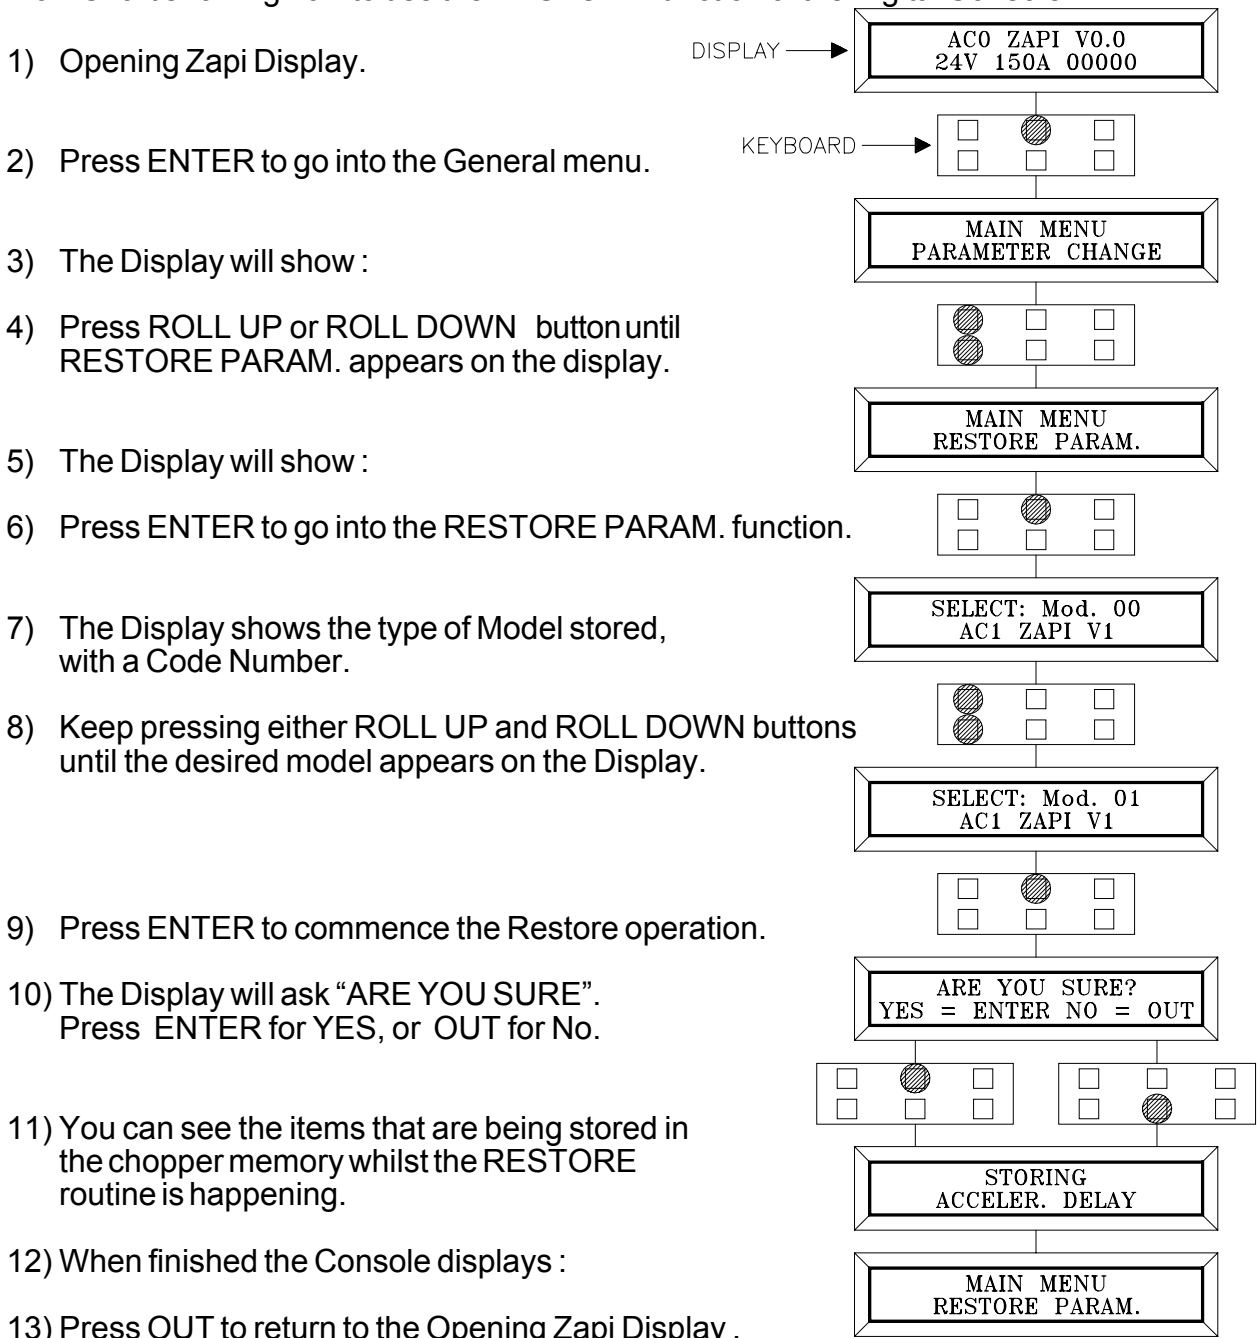 1) Opening Zapi Display.
2) Press ENTER to go into the General menu.
3) The Display will show :
4) Press ROLL UP or ROLL DOWN button until
RESTORE PARAM. appears on the display.
5) The Display will show :
6) Press ENTER to go into the RESTORE PARAM. function.
7) The Display shows the type of Model stored,
with a Code Number.
8) Keep pressing either ROLL UP and ROLL DOWN buttons
until the desired model appears on the Display.
9) Press ENTER to commence the Restore operation.
10) The Display will ask “ARE YOU SURE”.
Press ENTER for YES, or OUT for No.
11) You can see the items that are being stored in
the chopper memory whilst the RESTORE
routine is happening.
12) When finished the Console displays :
13) Press OUT to return to the Opening Zapi Display .
DISPLAY
AC0 ZAPI V0.0
24V 150A 00000
KEYBOARD
MAIN MENU
PARAMETER CHANGE
MAIN MENU
RESTORE PARAM.
SELECT: Mod. 00
AC1 ZAPI V1
SELECT: Mod. 01
AC1 ZAPI V1
ARE YOU SURE?
YES = ENTER NO = OUT
STORING
ACCELER. DELAY
MAIN MENU
RESTORE PARAM.